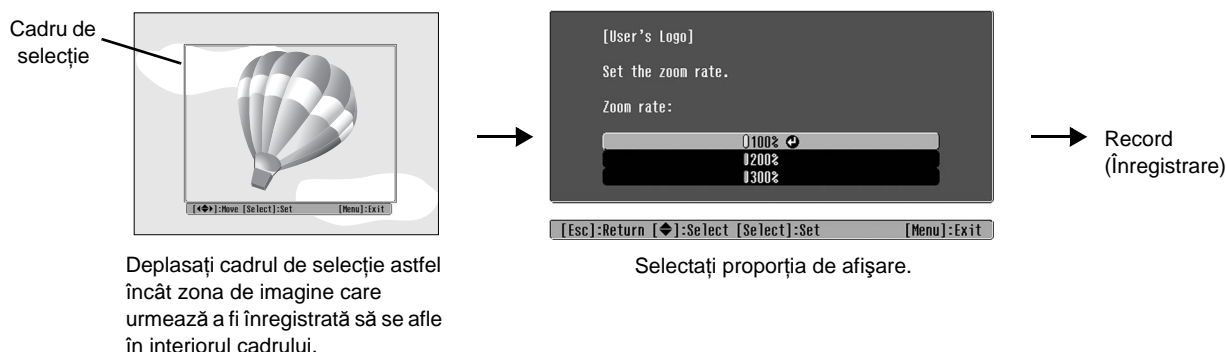 Cadru de
selecție
[User's Logo]
Set the zoom rate.
Zoom rate:
100%
200%
300%
Record
(Înregistrare)
[]:Move [Select]:Set [Menu]:Exit
[Esc]:Return []:Select [Select]:Set [Menu]:Exit
Deplasați cadrul de selecție astfel
încât zona de imagine care
urmează a fi înregistrată să se afle
în interiorul cadrului.
Selectați proporția de afişare.